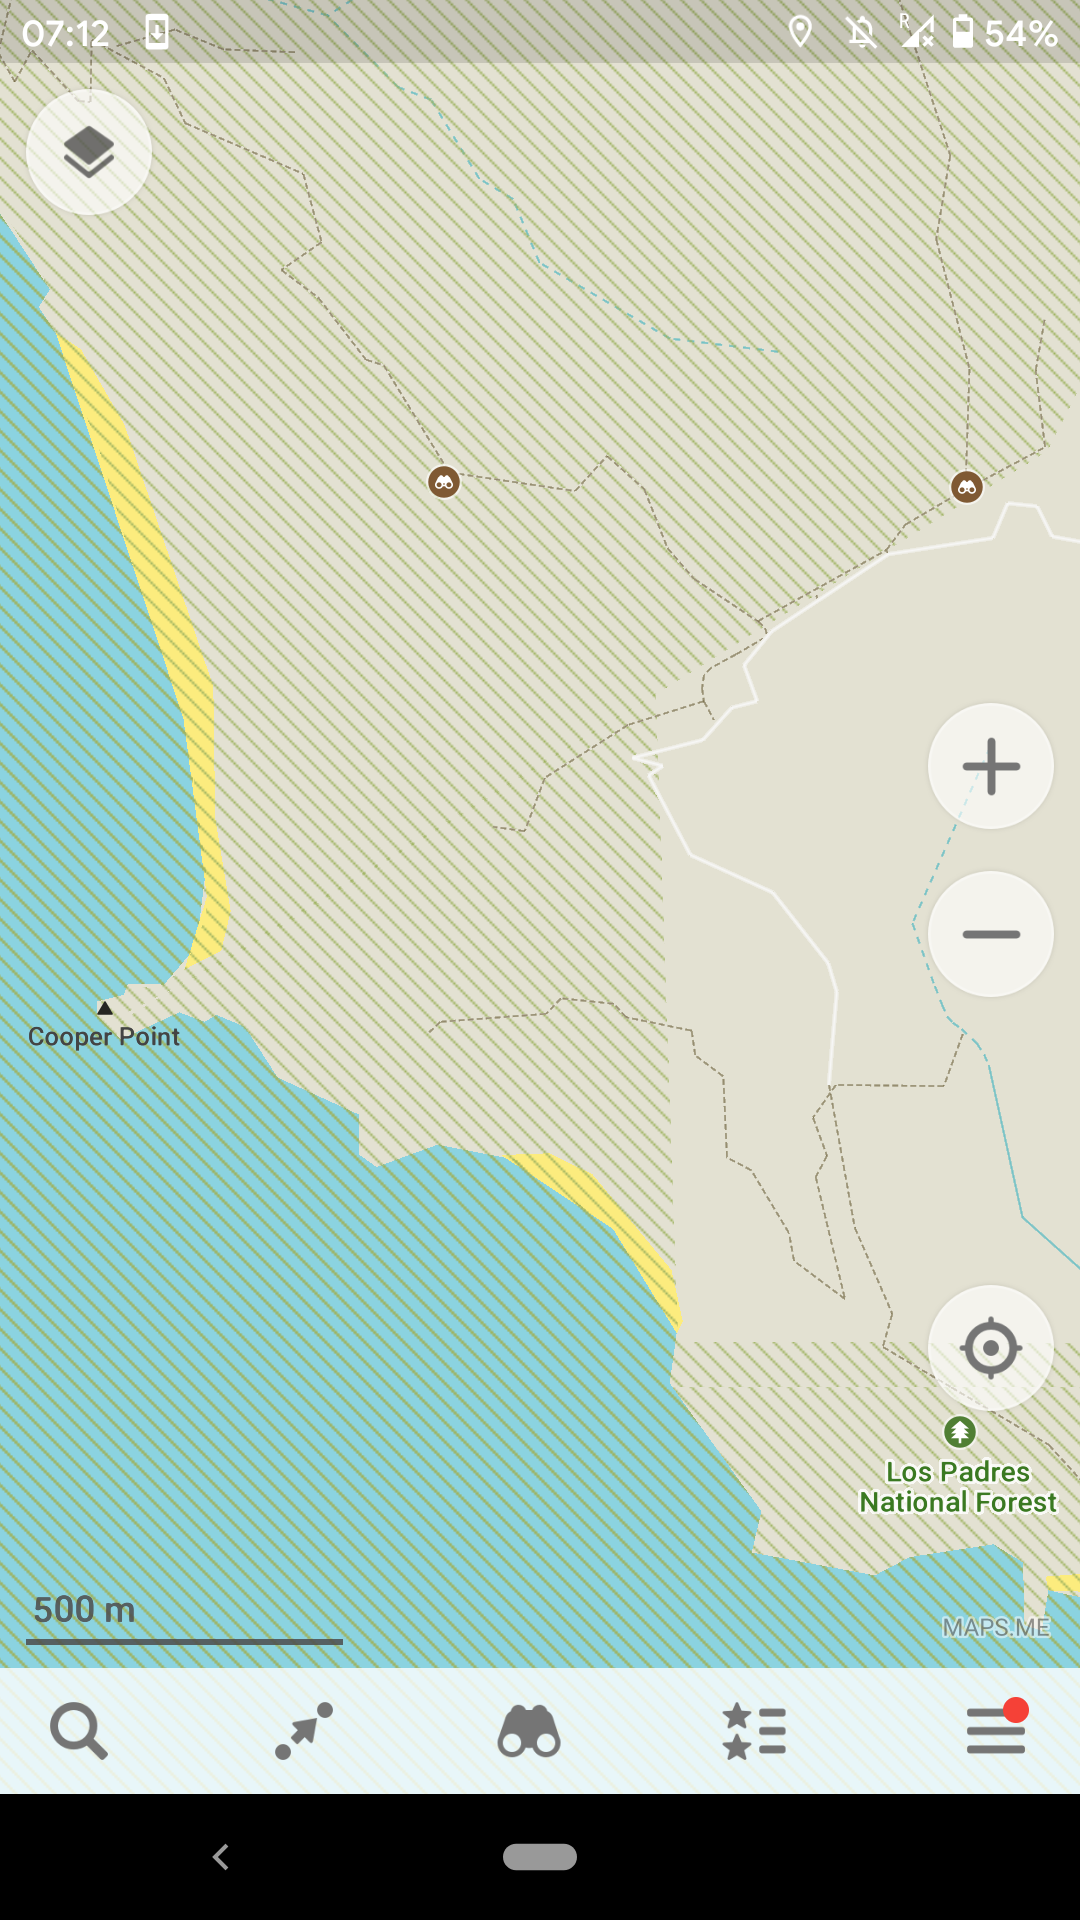 07:12
R
54%
Cooper Point
Los Padres
National Forest
500 m
MAPS.ME